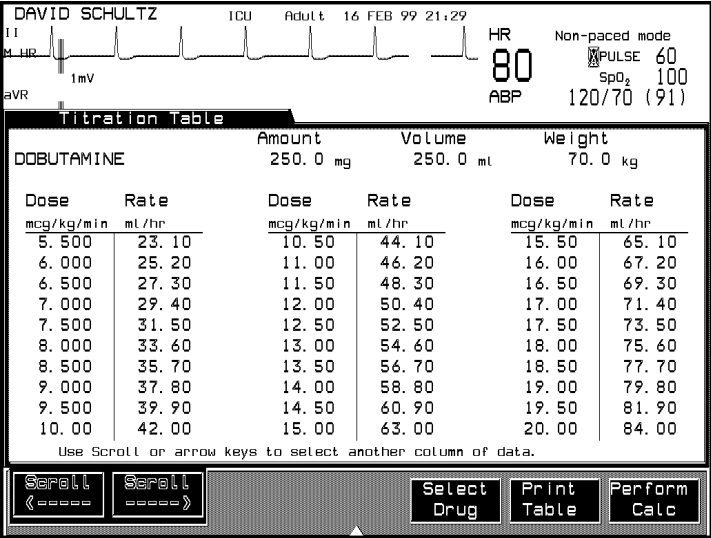 DAVID SCHULTZ ICU Adult 16 FEB 99 21:29
II HR Non-paced mode
M HR 80 PULSE 60
1mV SpO₂ 100
aVR ABP 120/70 (91)
Titration Table
Amount Volume Weight
DOBUTAMINE 250.0 mg 250.0 ml 70.0 kg
Dose Rate Dose Rate Dose Rate
mcg/kg/min ml/hr mcg/kg/min ml/hr mcg/kg/min ml/hr
5.500 23.10 10.50 44.10 15.50 65.10
6.000 25.20 11.00 46.20 16.00 67.20
6.500 27.30 11.50 48.30 16.50 69.30
7.000 29.40 12.00 50.40 17.00 71.40
7.500 31.50 12.50 52.50 17.50 73.50
8.000 33.60 13.00 54.60 18.00 75.60
8.500 35.70 13.50 56.70 18.50 77.70
9.000 37.80 14.00 58.80 19.00 79.80
9.500 39.90 14.50 60.90 19.50 81.90
10.00 42.00 15.00 63.00 20.00 84.00
Use Scroll or arrow keys to select another column of data.
Scroll Scroll Select Print Perform
<----- -----> Drug Table Calc